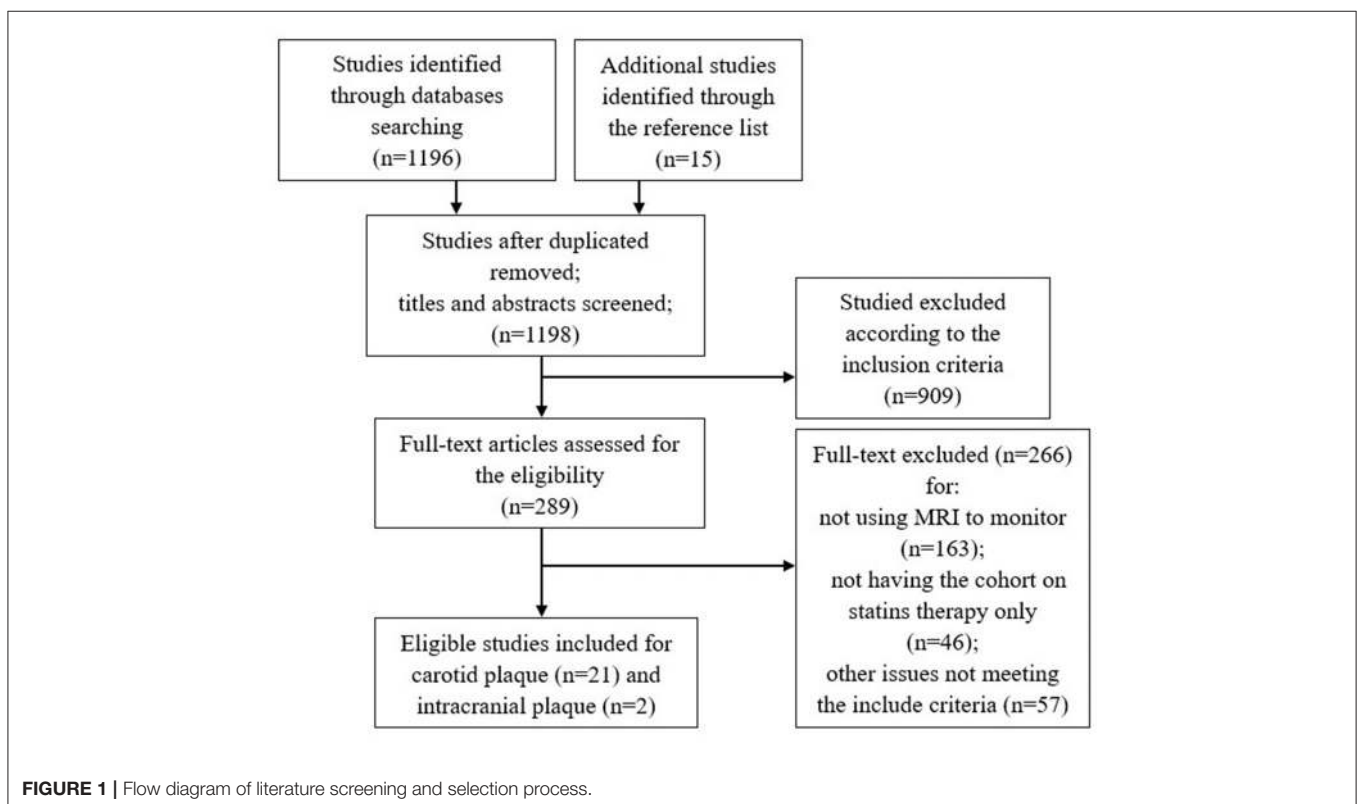 Studies identified
through databases
searching
(n=1196)
Additional studies
identified through
the reference list
(n=15)
Studies after duplicated
removed;
titles and abstracts screened;
(n=1198)
Studied excluded
according to the
inclusion criteria
(n=909)
Full-text articles assessed for
the eligibility
(n=289)
Full-text excluded (n=266)
for:
not using MRI to monitor
(n=163);
not having the cohort on
statins therapy only
(n=46);
other issues not meeting
the include criteria (n=57)
Eligible studies included for
carotid plaque (n=21) and
intracranial plaque (n=2)
FIGURE 1 | Flow diagram of literature screening and selection process.